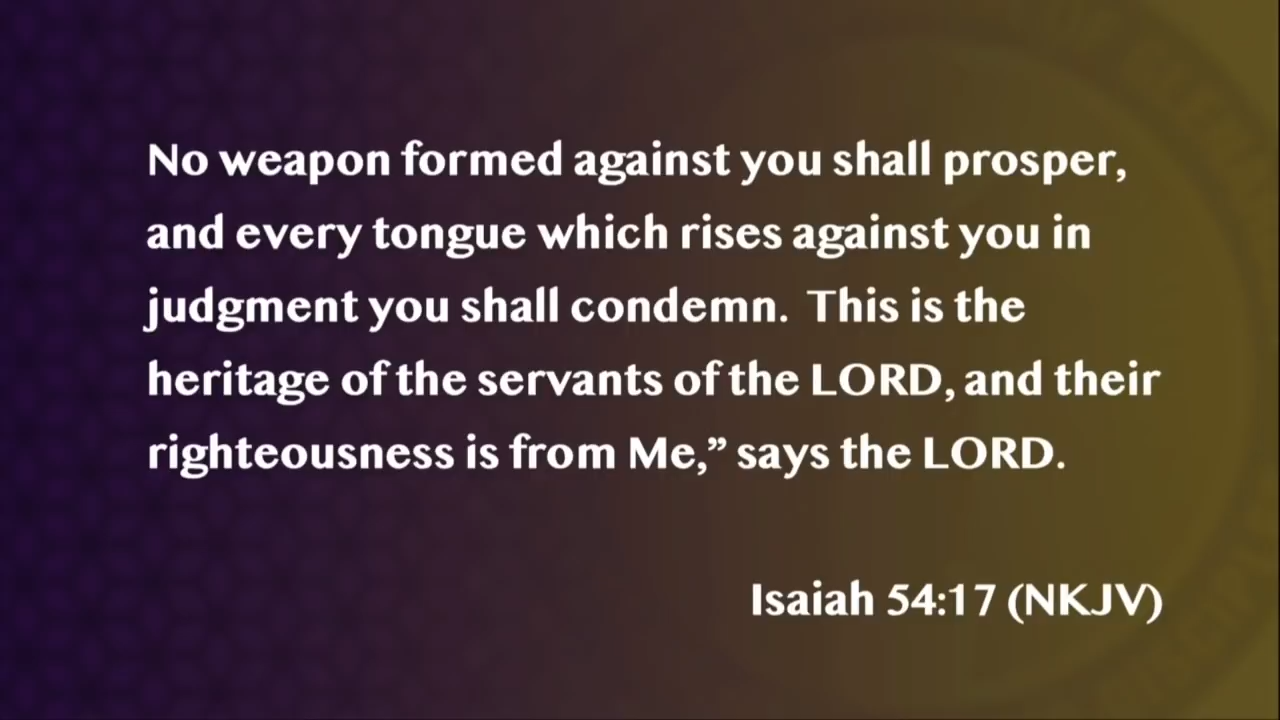 No weapon formed against you shall prosper,
and every tongue which rises against you in
judgment you shall condemn.  This is the
heritage of the servants of the LORD, and their
righteousness is from Me,” says the LORD.
Isaiah 54:17 (NKJV)